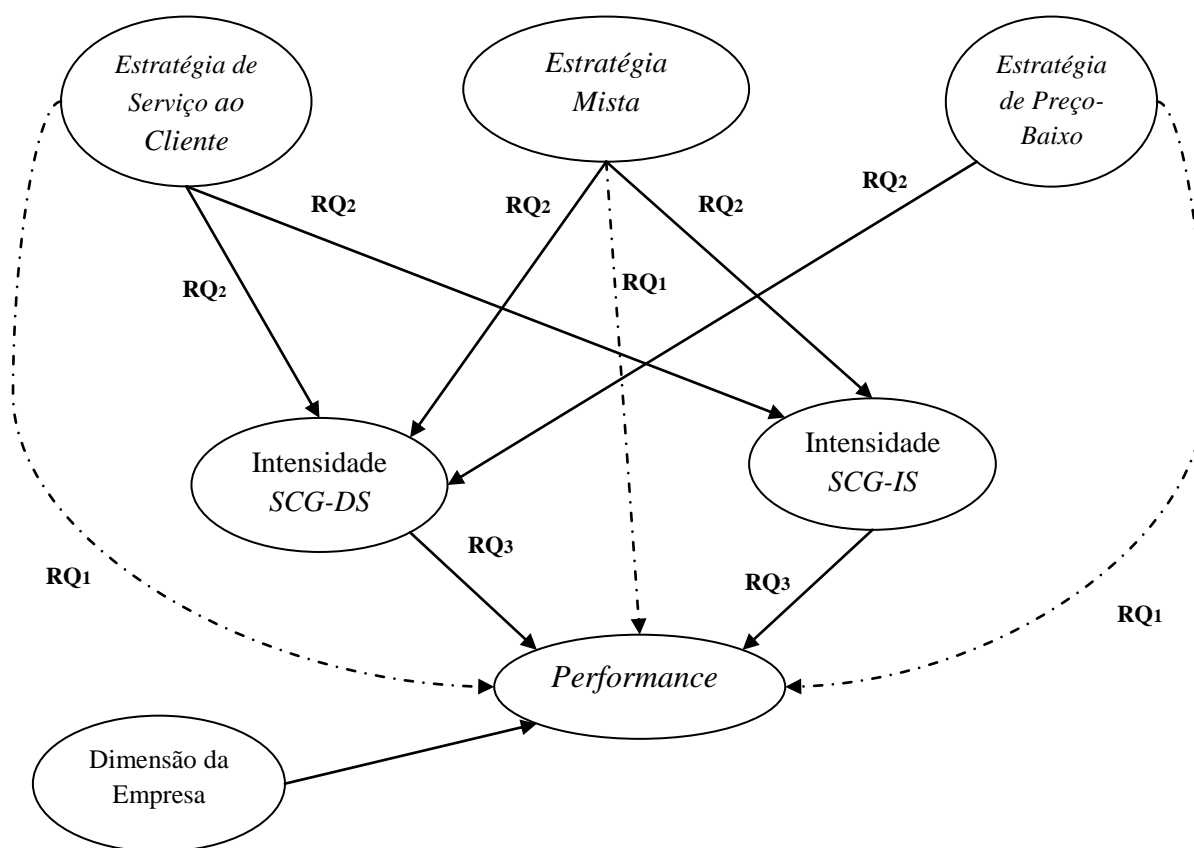 Estratégia de
Serviço ao
Cliente
Estratégia
Mista
Estratégia
de Preço-
Baixo
RQ2
RQ2
RQ2
RQ2
RQ2
RQ1
Intensidade
SCG-DS
Intensidade
SCG-IS
RQ3
RQ3
RQ1
RQ1
Performance
Dimensão da
Empresa